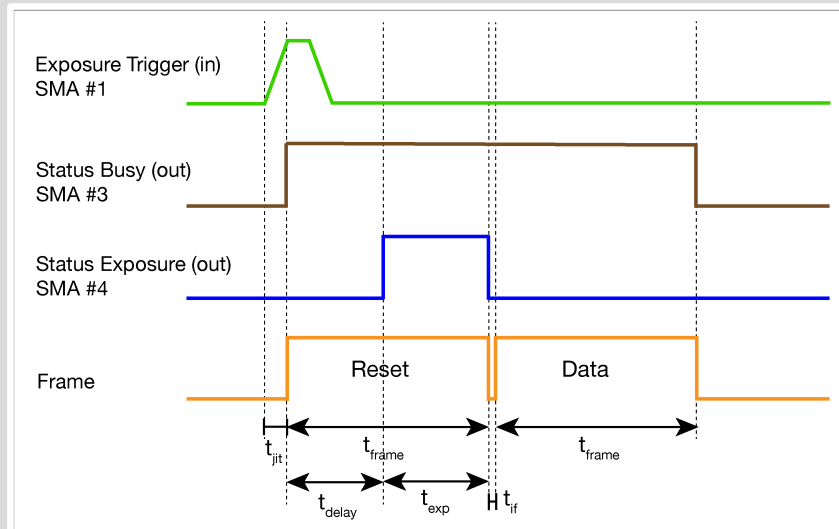 Exposure Trigger (in)
SMA #1
Status Busy (out)
SMA #3
Status Exposure (out)
SMA #4
Frame
Reset
Data
tjit
tframe
tframe
tdelay
texp
tif